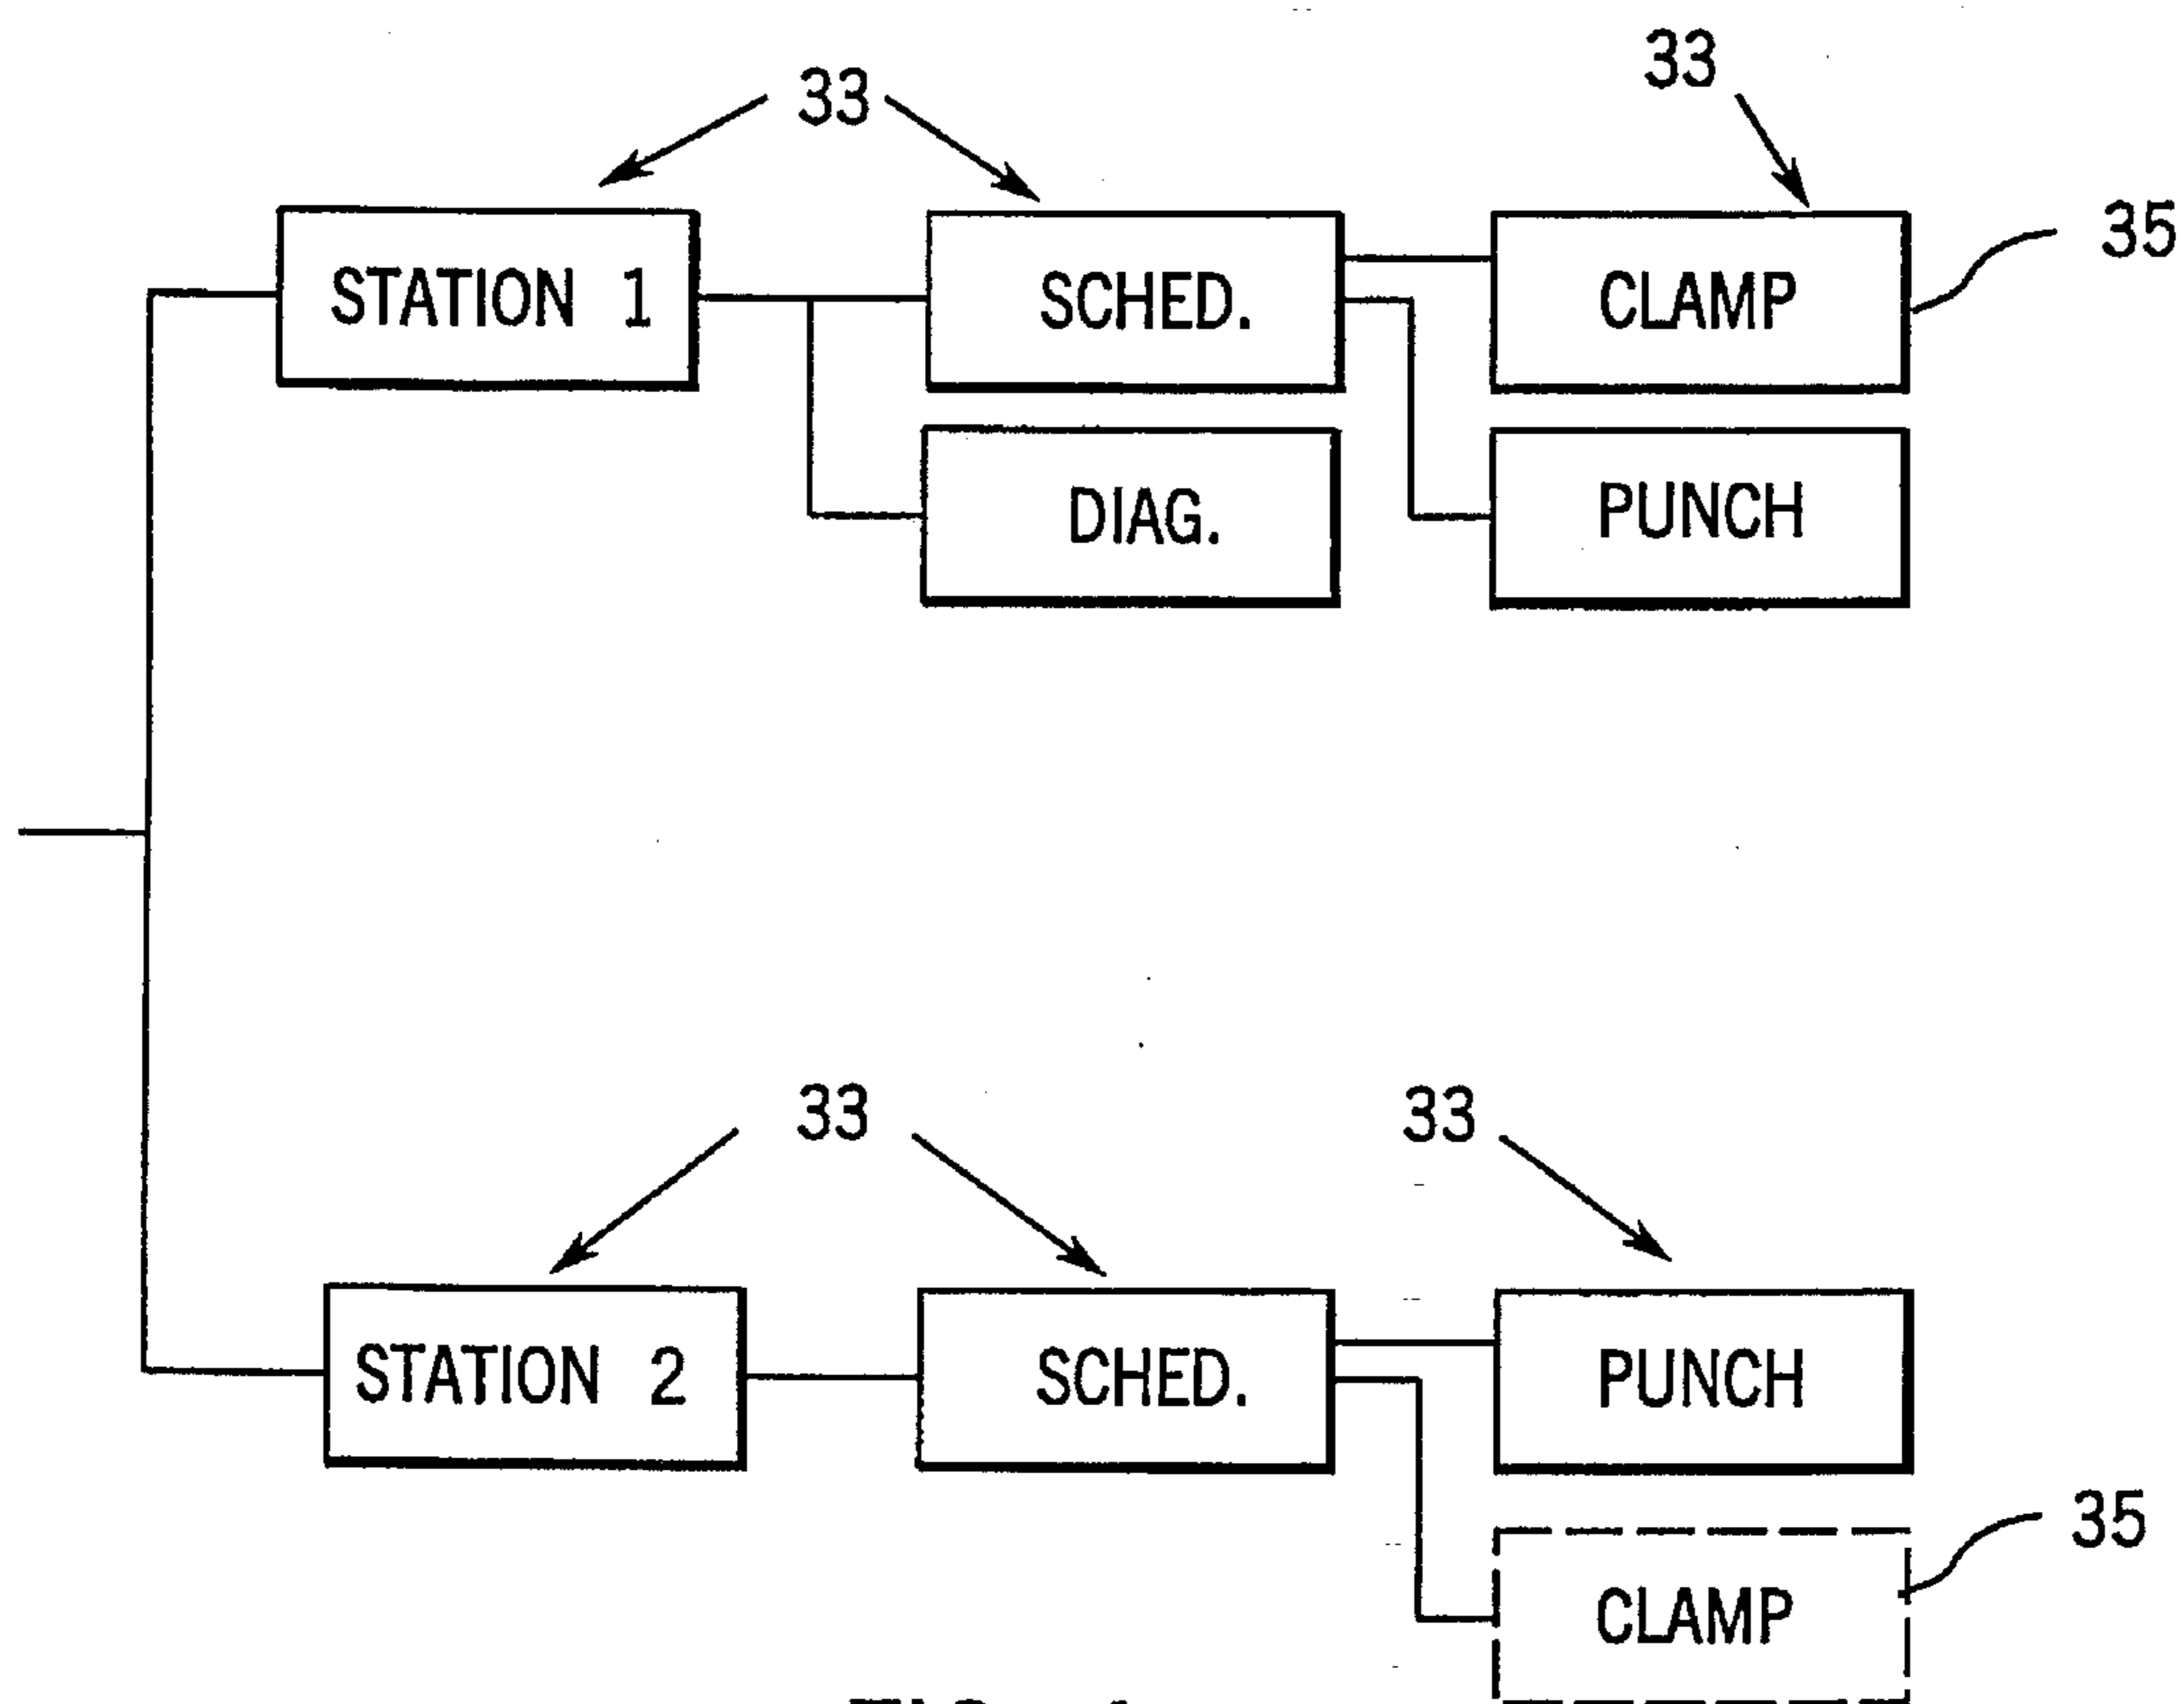 33
33
35
STATION 1
SCHED.
CLAMP
DIAG.
PUNCH
33
33
STATION 2
SCHED.
PUNCH
35
CLAMP